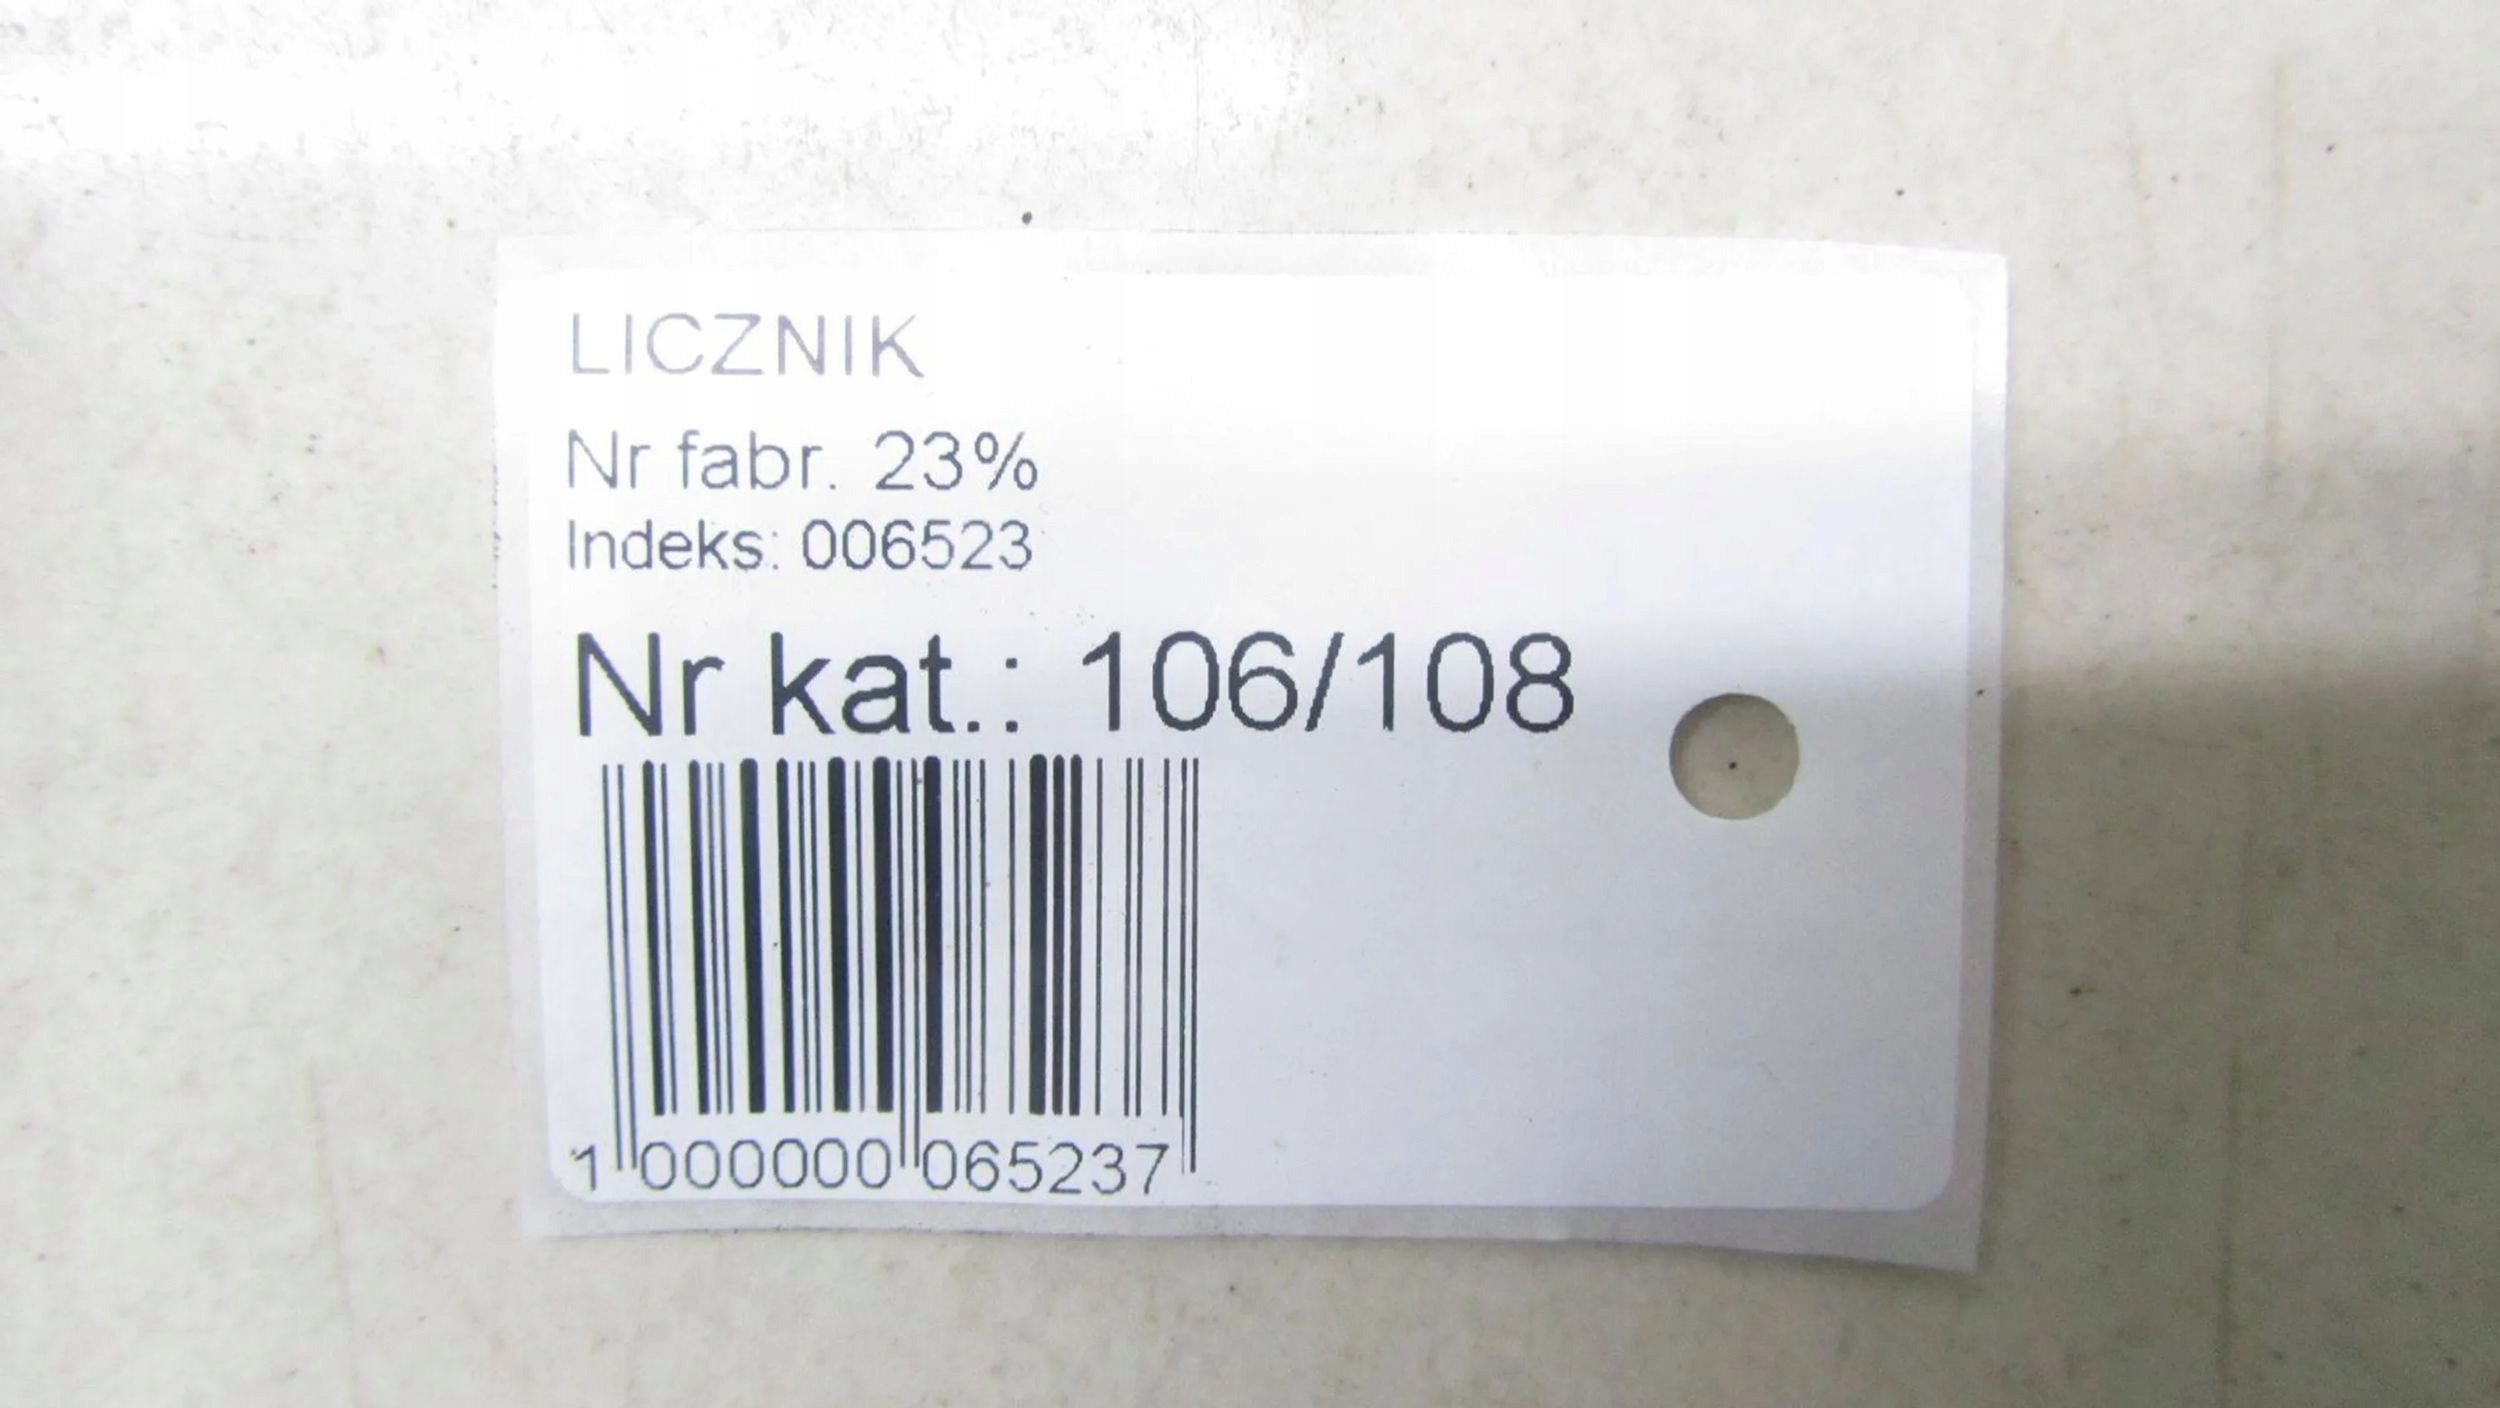 LICZNIK
Nr fabr. 23%
Indeks: 006523
Nr kat.: 106/108
1 000000 065237